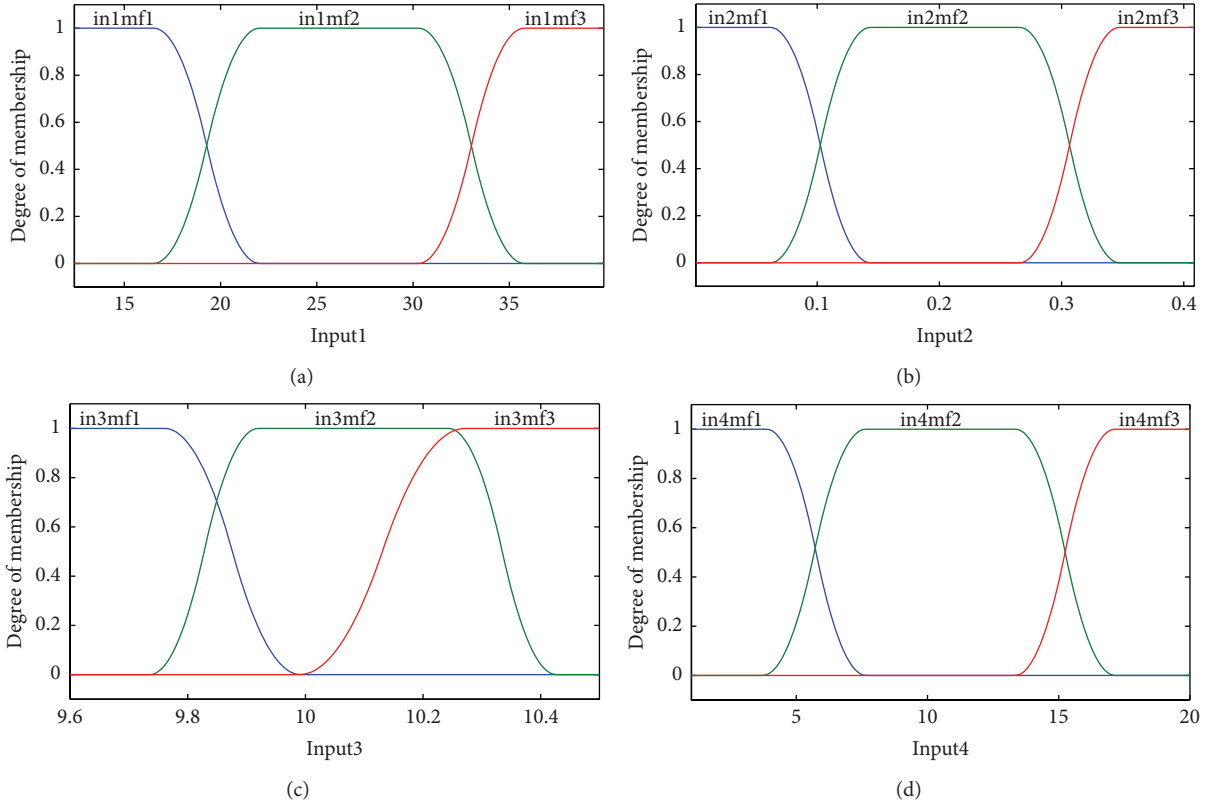 in1mf1 in1mf2 in1mf3
1
0.8
0.6
0.4
0.2
0
Degree of membership
15 20 25 30 35
Input1
(a)
in2mf1 in2mf2 in2mf3
1
0.8
0.6
0.4
0.2
0
Degree of membership
0.1 0.2 0.3 0.4
Input2
(b)
in3mf1 in3mf2 in3mf3
1
0.8
0.6
0.4
0.2
0
Degree of membership
9.6 9.8 10 10.2 10.4
Input3
(c)
in4mf1 in4mf2 in4mf3
1
0.8
0.6
0.4
0.2
0
Degree of membership
5 10 15 20
Input4
(d)